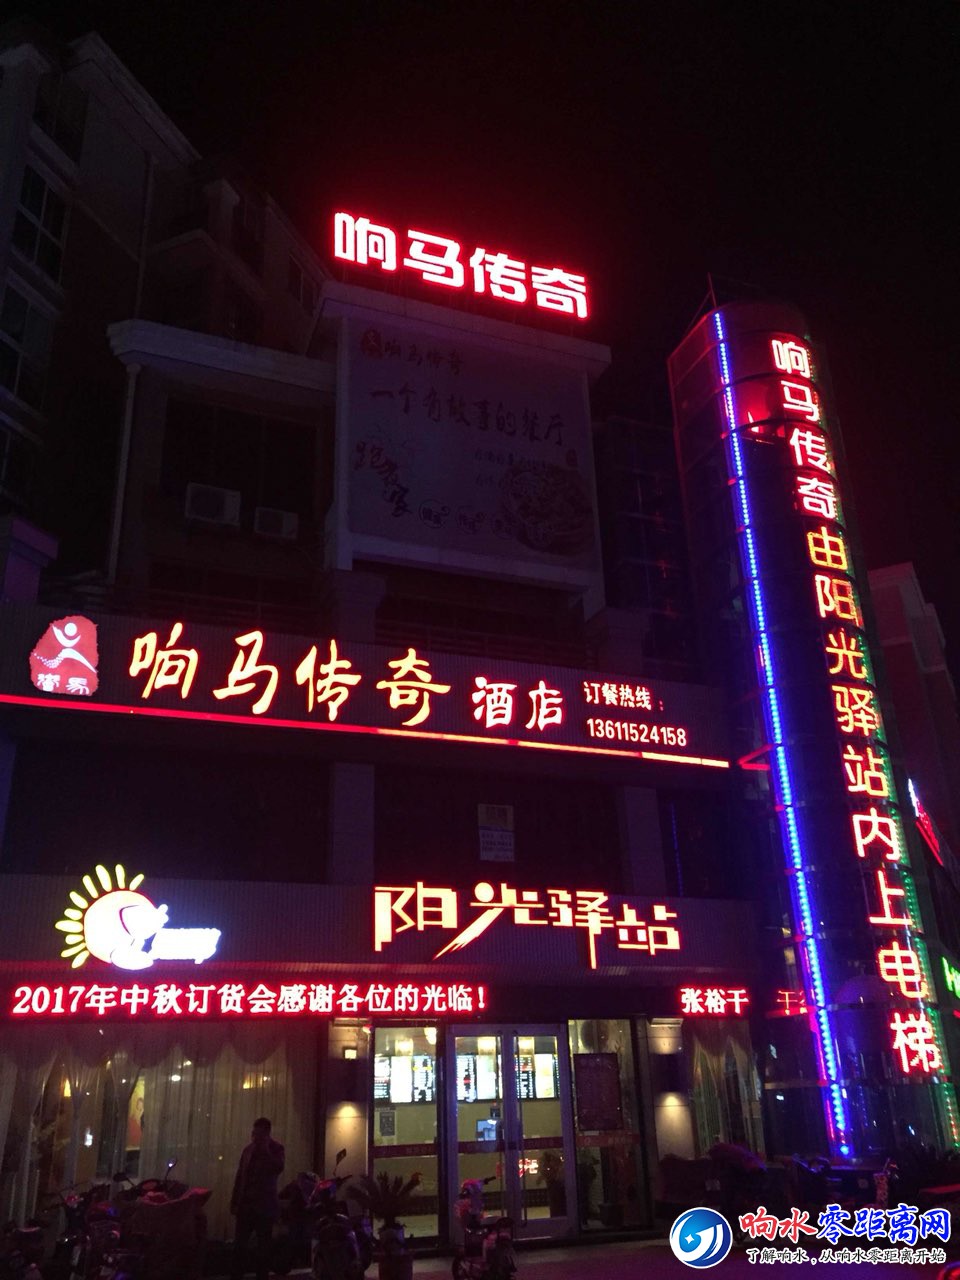 响马传奇
响马传奇
一个有故事的餐厅
响马传奇由阳光驿站内上电梯
响马传奇 酒店
订餐热线：
13611524158
阳光驿站
2017年中秋订货会感谢各位的光临！
张裕干
响水零距离网
了解响水，从响水零距离开始